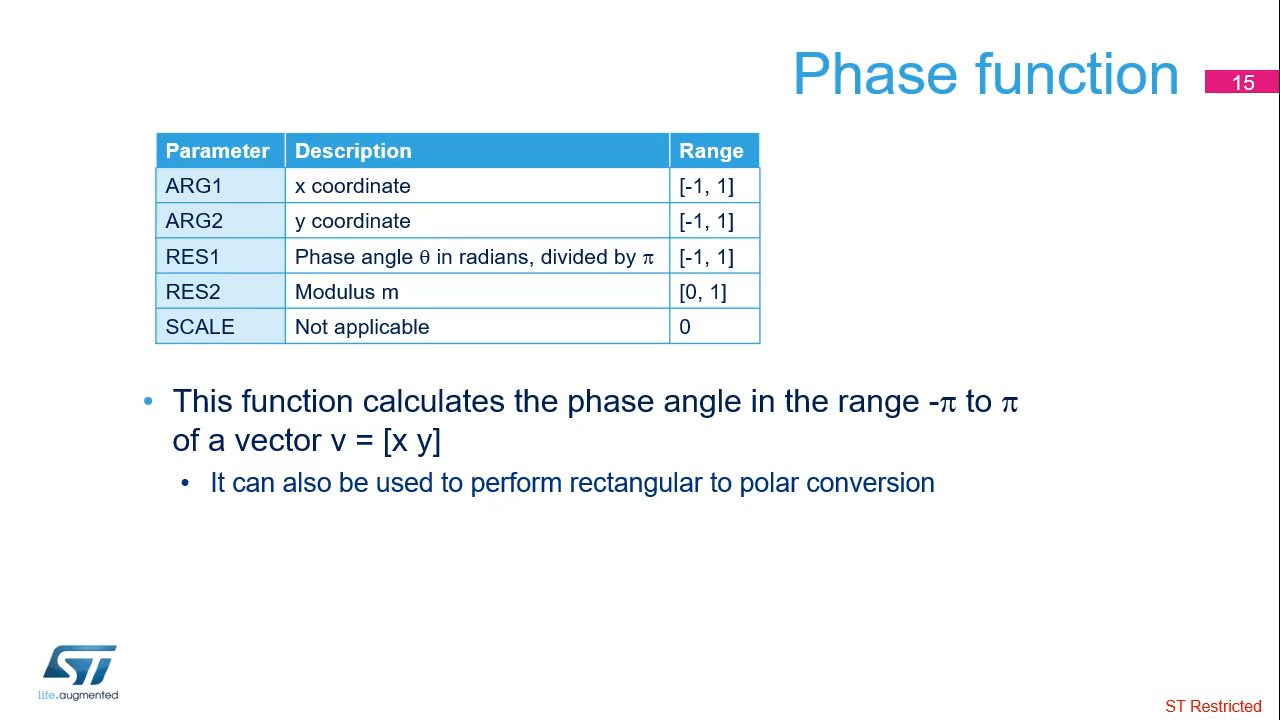 Phase function
15
Parameter Description Range
ARG1 x coordinate [-1, 1]
ARG2 y coordinate [-1, 1]
RES1 Phase angle θ in radians, divided by π [-1, 1]
RES2 Modulus m [0, 1]
SCALE Not applicable 0
• This function calculates the phase angle in the range -π to π
of a vector v = [x y]
• It can also be used to perform rectangular to polar conversion
ST
life.augmented
ST Restricted